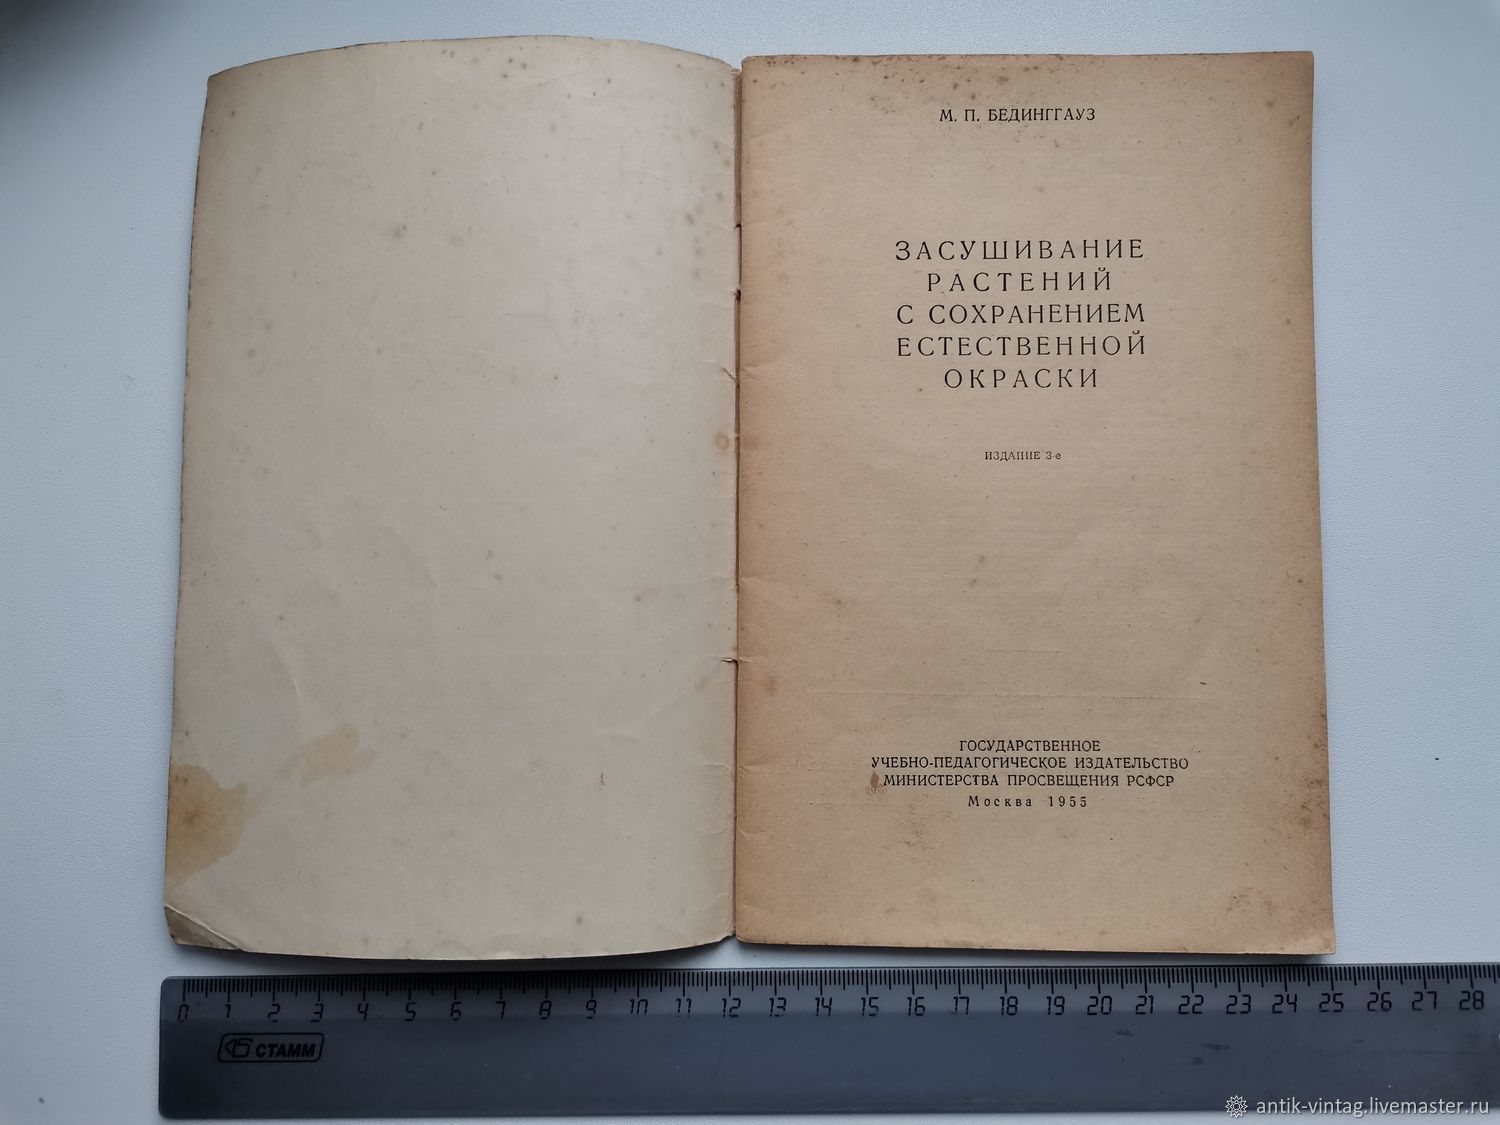 М. П. БЕДИНГГАУЗ
ЗАСУШИВАНИЕ
РАСТЕНИЙ
С СОХРАНЕНИЕМ
ЕСТЕСТВЕННОЙ
ОКРАСКИ
ИЗДАНИЕ 3-е
ГОСУДАРСТВЕННОЕ
УЧЕБНО-ПЕДАГОГИЧЕСКОЕ ИЗДАТЕЛЬСТВО
МИНИСТЕРСТВА ПРОСВЕЩЕНИЯ РСФСР
Москва 1955
0 1 2 3 4 5 6 7 8 9 10 11 12 13 14 15 16 17 18 19 20 21 22 23 24 25 26 27 28
СТАММ
antik-vintag.livemaster.ru